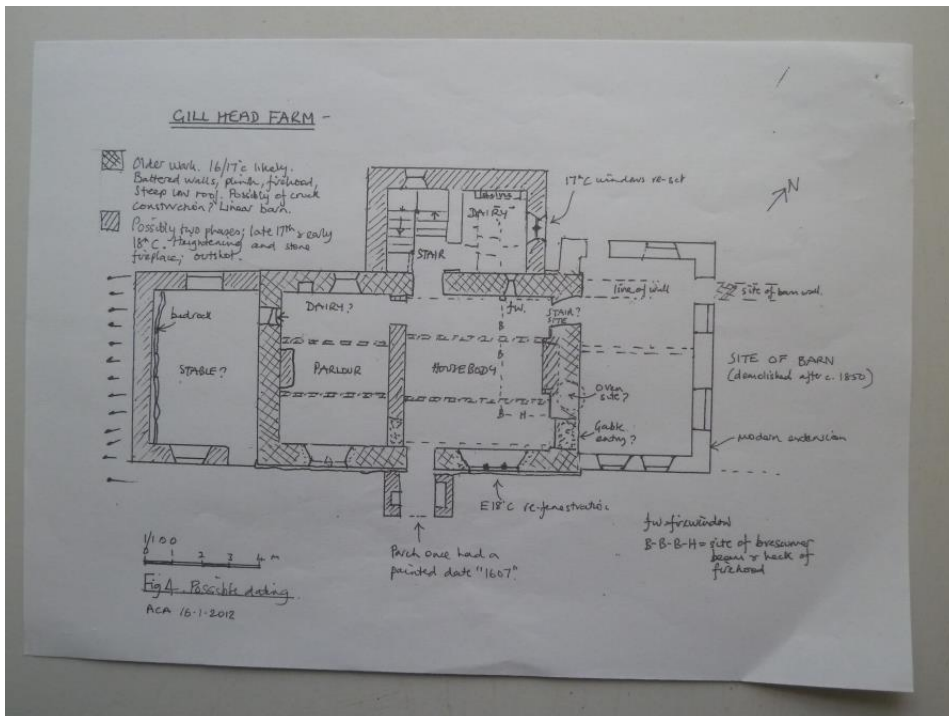 GILL HEAD FARM -
Older work. 16/17thc likely.
Battered walls, plinth, firehood,
Steep low roof. Possibly of cruck
Construction? Linear barn.
Possibly two phases; late 17th & early
18thC. Heightening and stone
fireplace; outshot.
17thC windows re-set
N
DAIRY
STAIR
bedrock
DAIRY?
fw.
STAIR?
SITE
line of wall
site of barn wall
STABLE?
PARLOUR
HOUSEBODY
B
B
B
B - H -
SITE OF BARN
(demolished after c. 1850)
Oven
site?
Gable
entry?
modern extension
E18thC re-fenestration
Porch once had a
painted date "1607"
fw = firewindow
B-B-B-H = site of bresumer
beam & heck of
firehood
1/100
0 1 2 3 4 m
Fig 4. Possible dating.
ACA 15-1-2012